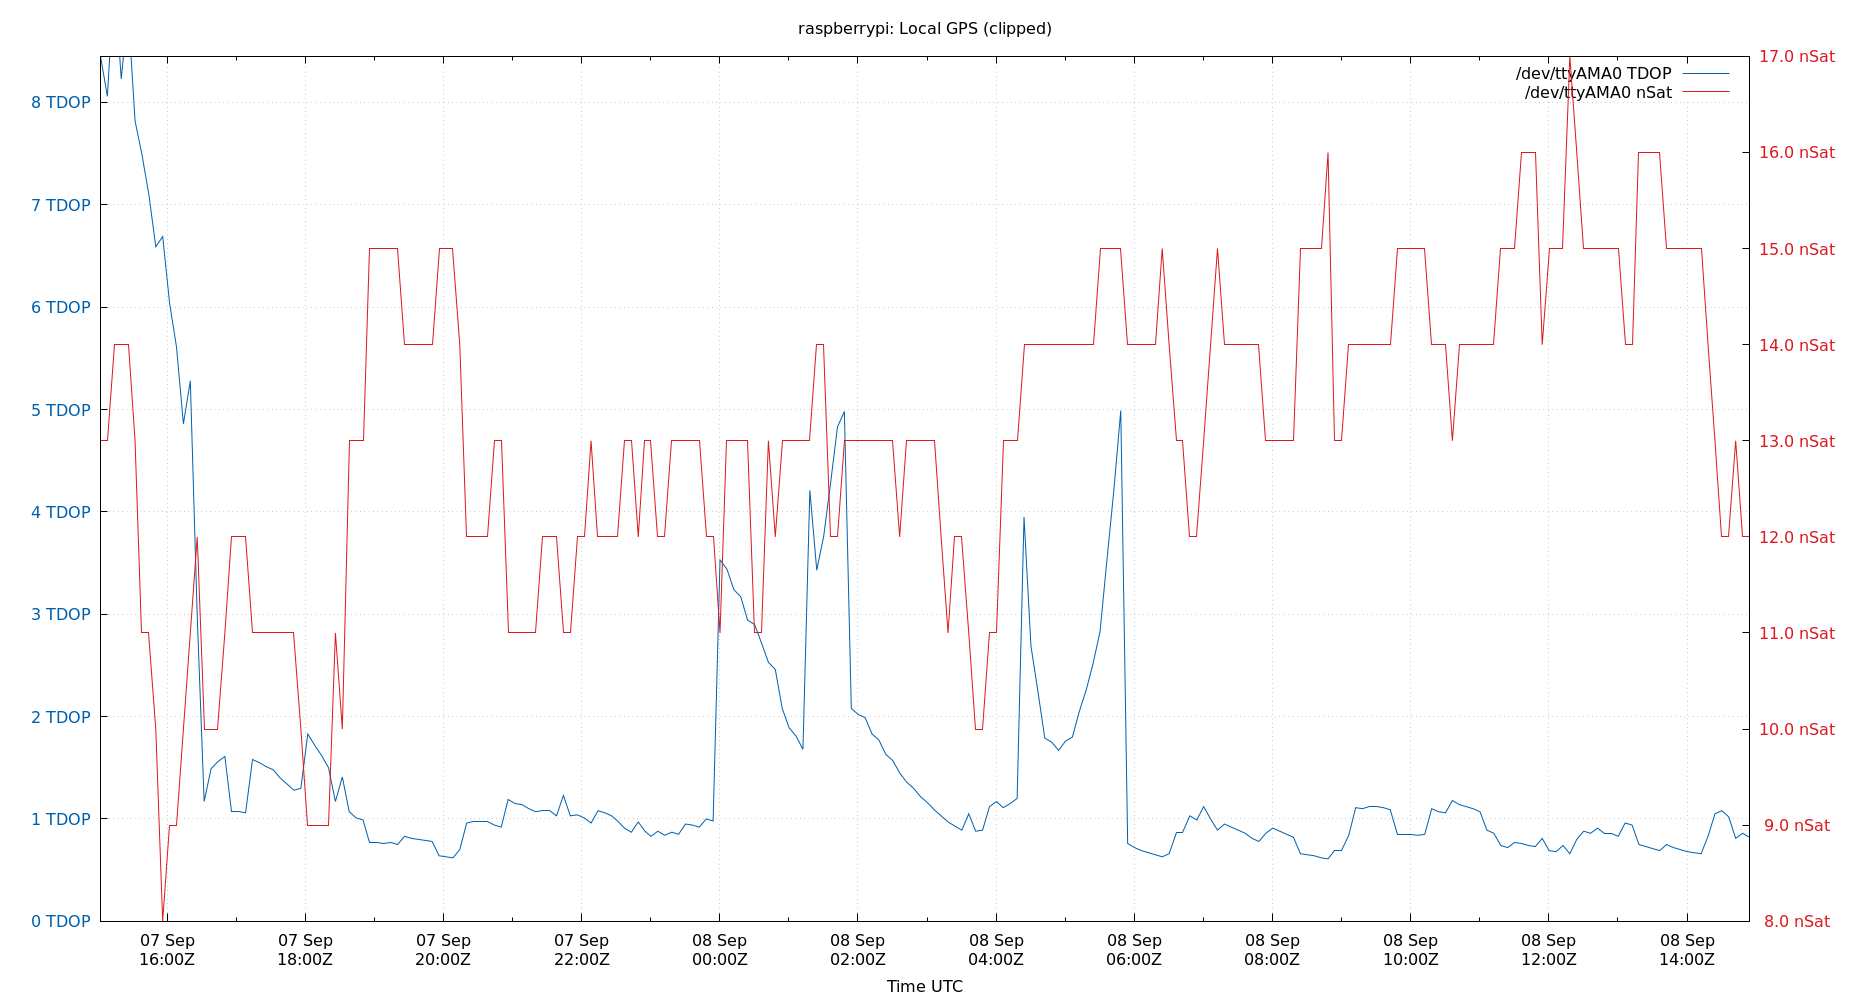 raspberrypi: Local GPS (clipped)
/dev/ttyAMA0 TDOP
/dev/ttyAMA0 nSat
8 TDOP
7 TDOP
6 TDOP
5 TDOP
4 TDOP
3 TDOP
2 TDOP
1 TDOP
0 TDOP
17.0 nSat
16.0 nSat
15.0 nSat
14.0 nSat
13.0 nSat
12.0 nSat
11.0 nSat
10.0 nSat
9.0 nSat
8.0 nSat
07 Sep
16:00Z
07 Sep
18:00Z
07 Sep
20:00Z
07 Sep
22:00Z
08 Sep
00:00Z
08 Sep
02:00Z
08 Sep
04:00Z
08 Sep
06:00Z
08 Sep
08:00Z
08 Sep
10:00Z
08 Sep
12:00Z
08 Sep
14:00Z
Time UTC